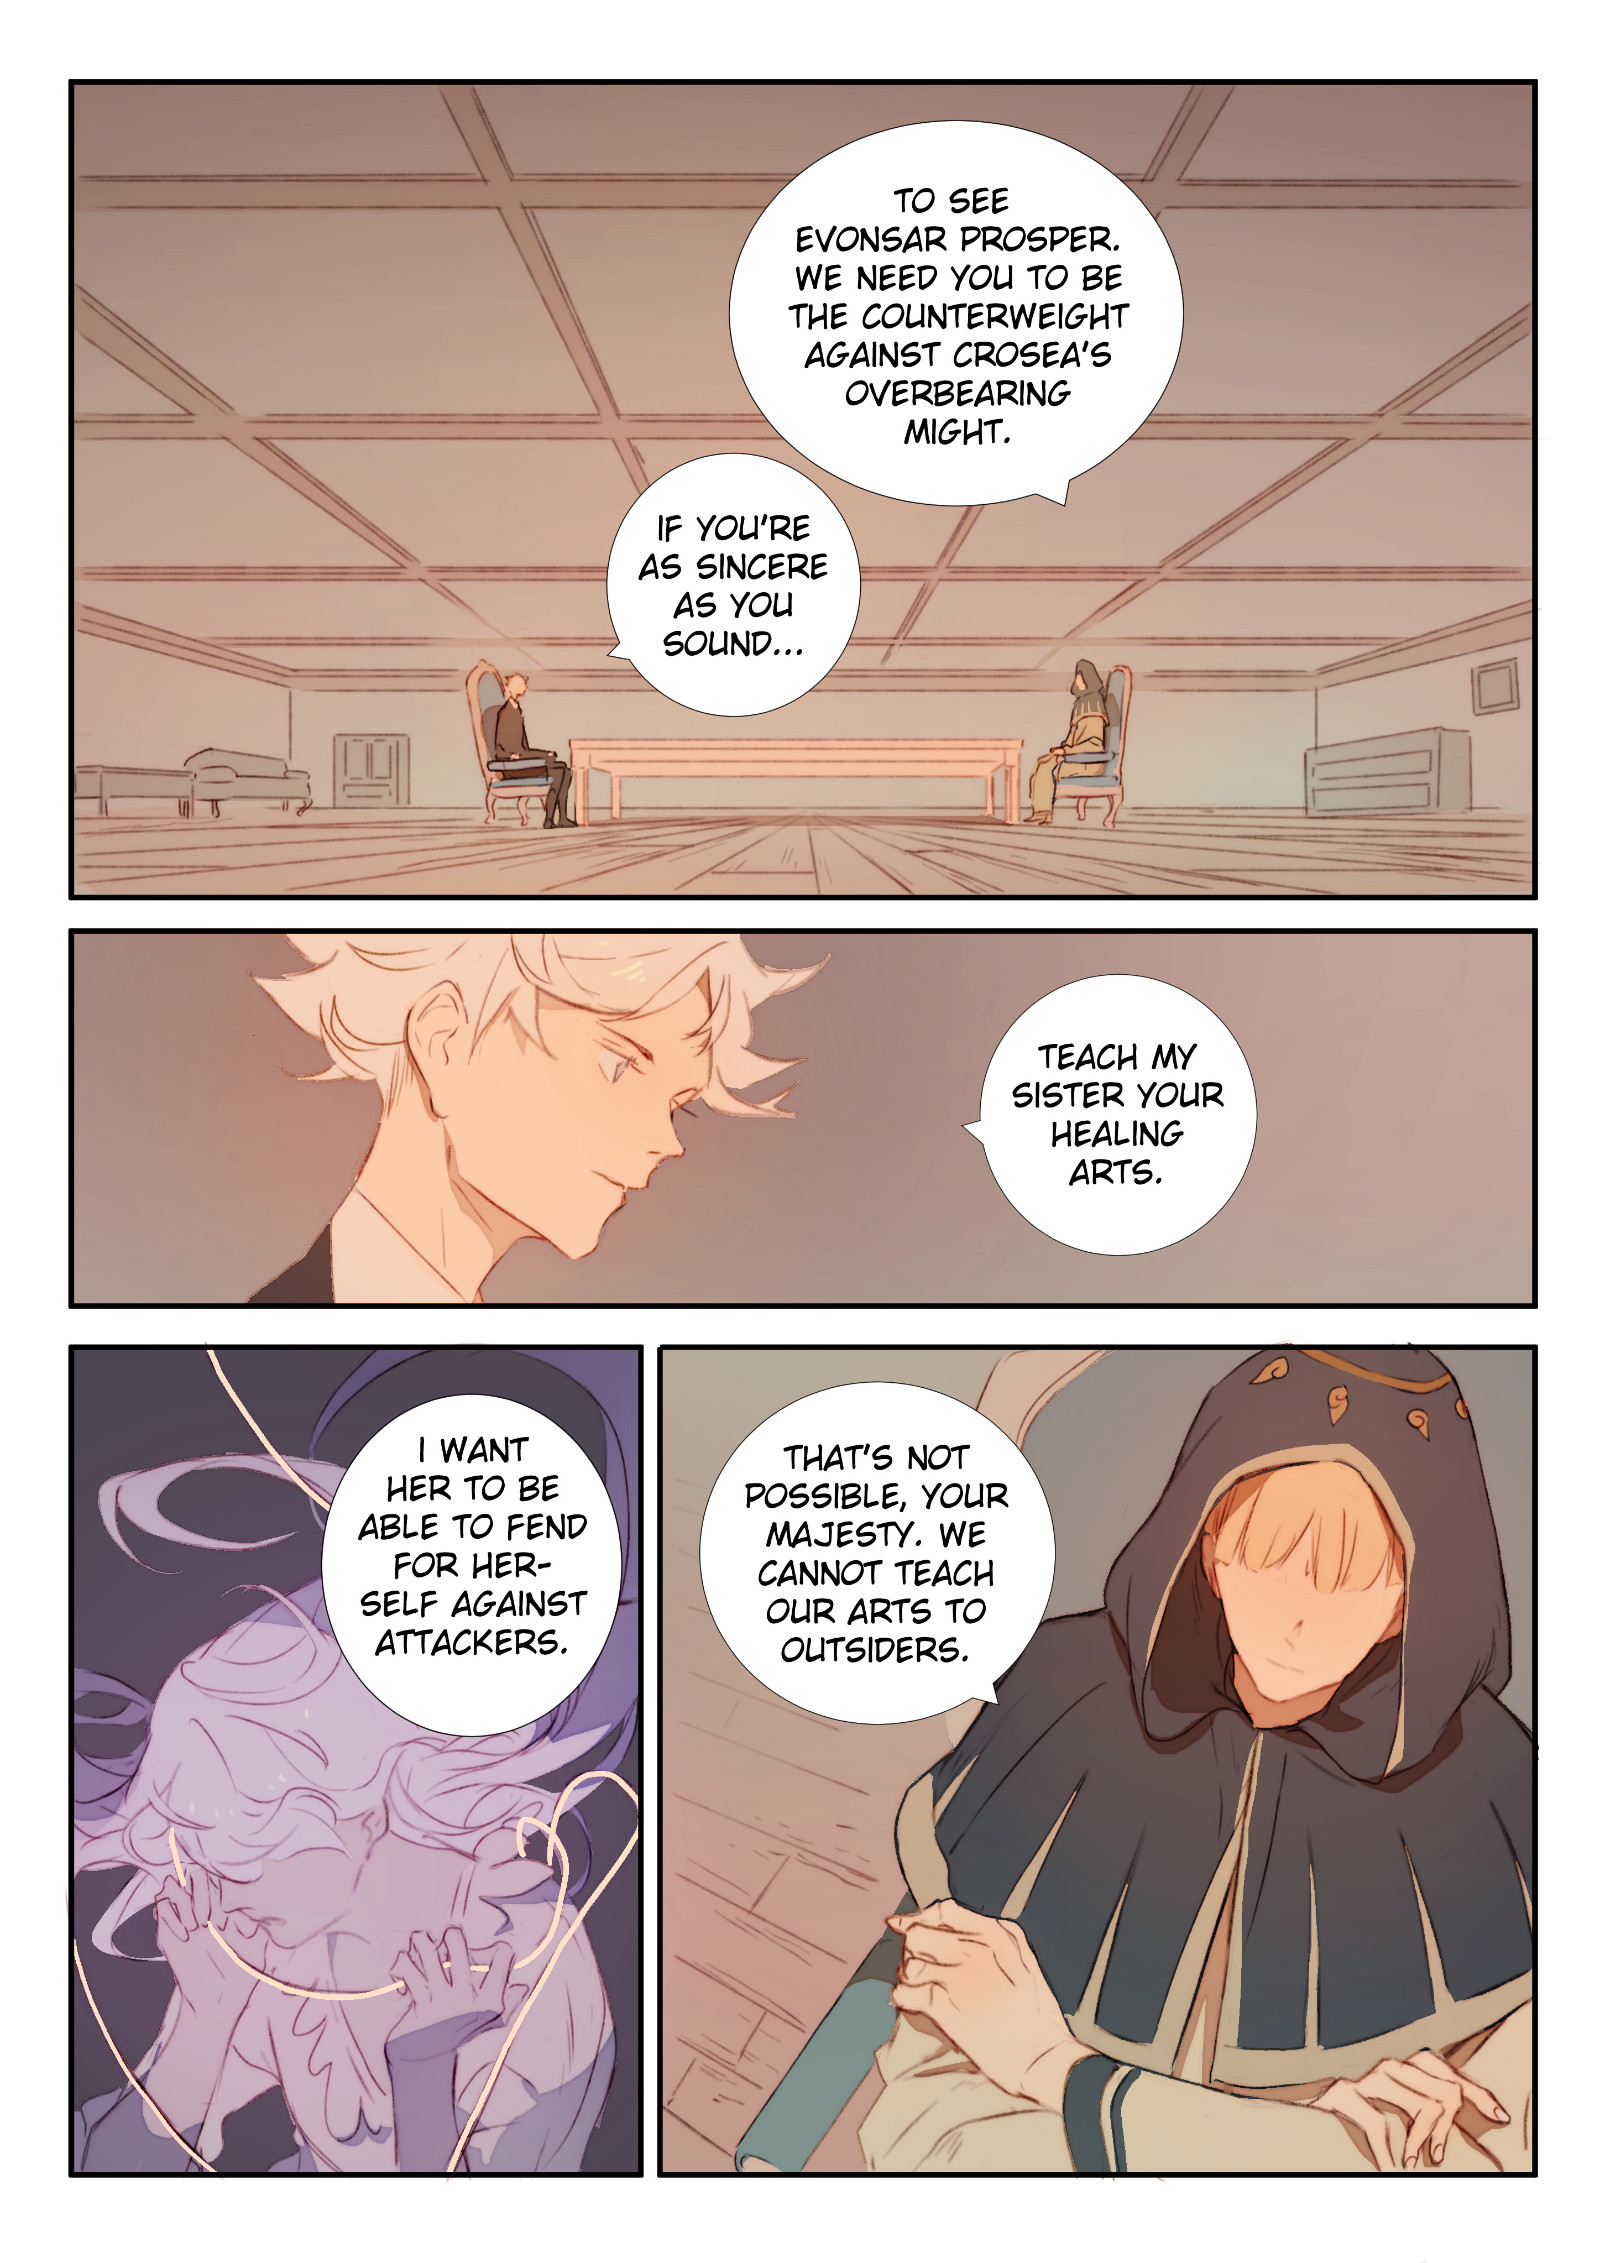 TO SEE
EVONSAR PROSPER.
WE NEED YOU TO BE
THE COUNTERWEIGHT
AGAINST CROSEA'S
OVERBEARING
MIGHT.
IF YOU'RE
AS SINCERE
AS YOU
SOUND...
TEACH MY
SISTER YOUR
HEALING
ARTS.
I WANT
HER TO BE
ABLE TO FEND
FOR HER-
SELF AGAINST
ATTACKERS.
THAT'S NOT
POSSIBLE, YOUR
MAJESTY. WE
CANNOT TEACH
OUR ARTS TO
OUTSIDERS.